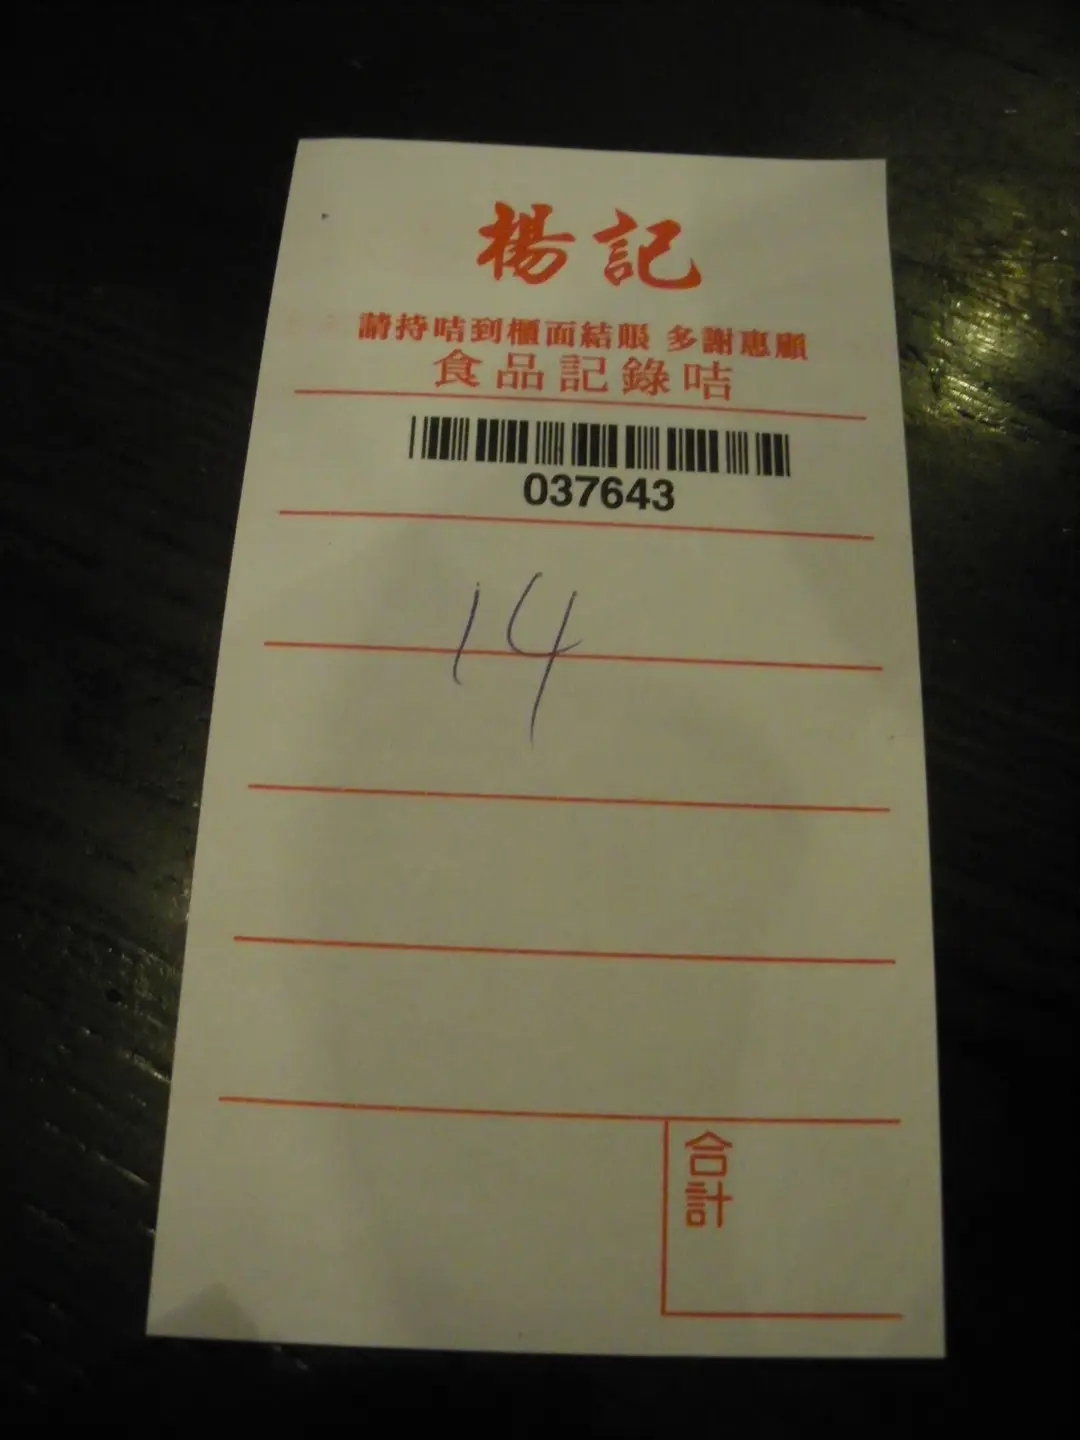 楊記
請持咭到櫃面結賬 多謝惠顧
食品記錄咭
037643
14
合計